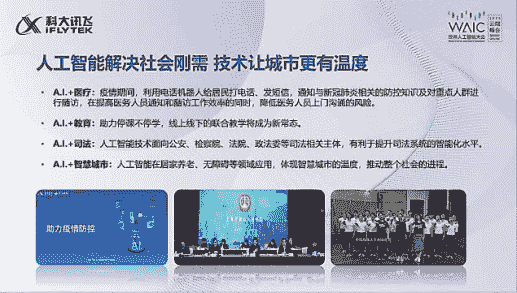 科大讯飞
iFLYTEK
WAIC
世界人工智能大会
云端峰会
人工智能解决社会刚需 技术让城市更有温度
A.I.+医疗:疫情期间,利用电话机器人给居民打电话、发短信,通知与新冠肺炎相关的防控知识及对重点人群进
行随访,在提高医务人员通知和随访工作效率的同时,降低医务人员上门沟通的风险。
A.I.+教育:助力停课不停学,线上线下的联合教学将成为新常态。
A.I.+司法:人工智能技术面向公安、检察院、法院、政法委等司法相关主体,有利于提升司法系统的智能化水平。
A.I.+智慧城市:人工智能在居家养老、无障碍等领域应用,体现智慧城市的温度,推动整个社会的进程。
助力疫情防控